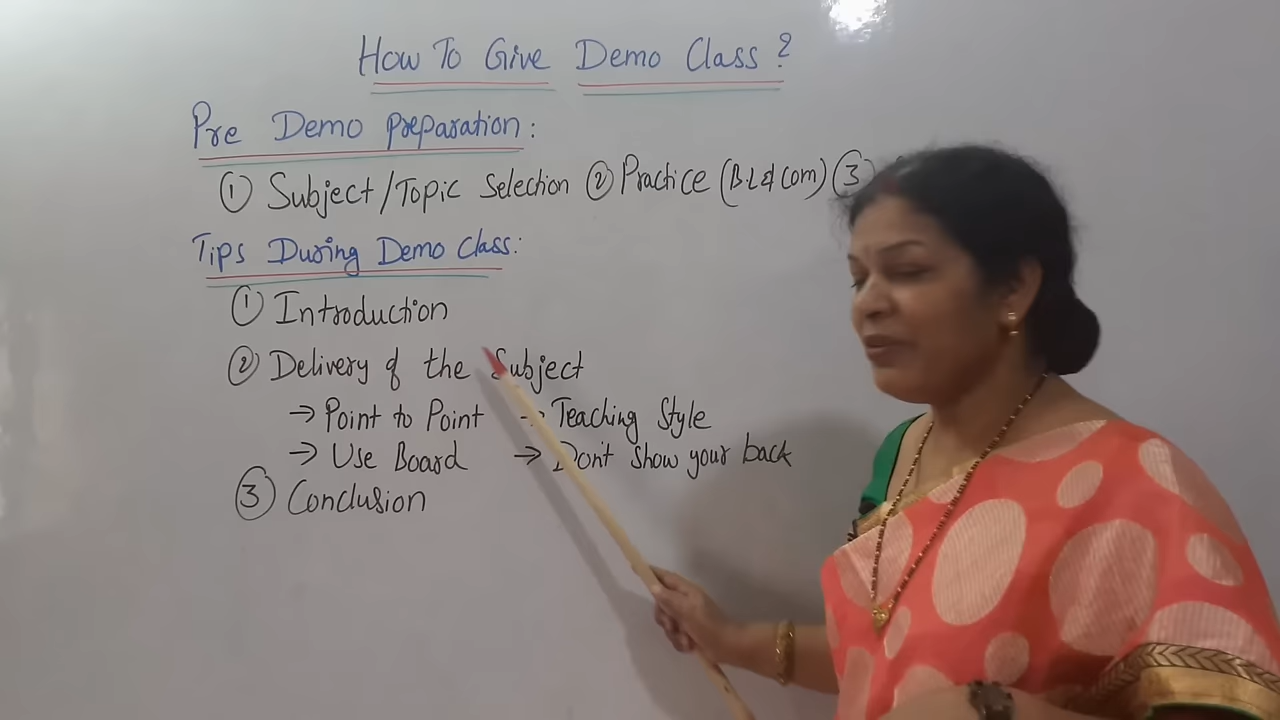 How To Give Demo Class?
Pre Demo Preparation:
① Subject/Topic Selection ② Practice (B.L & Com) ③
Tips During Demo Class:
① Introduction
② Delivery of the Subject
→ Point to Point → Teaching Style
→ Use Board → Don't show your back
③ Conclusion